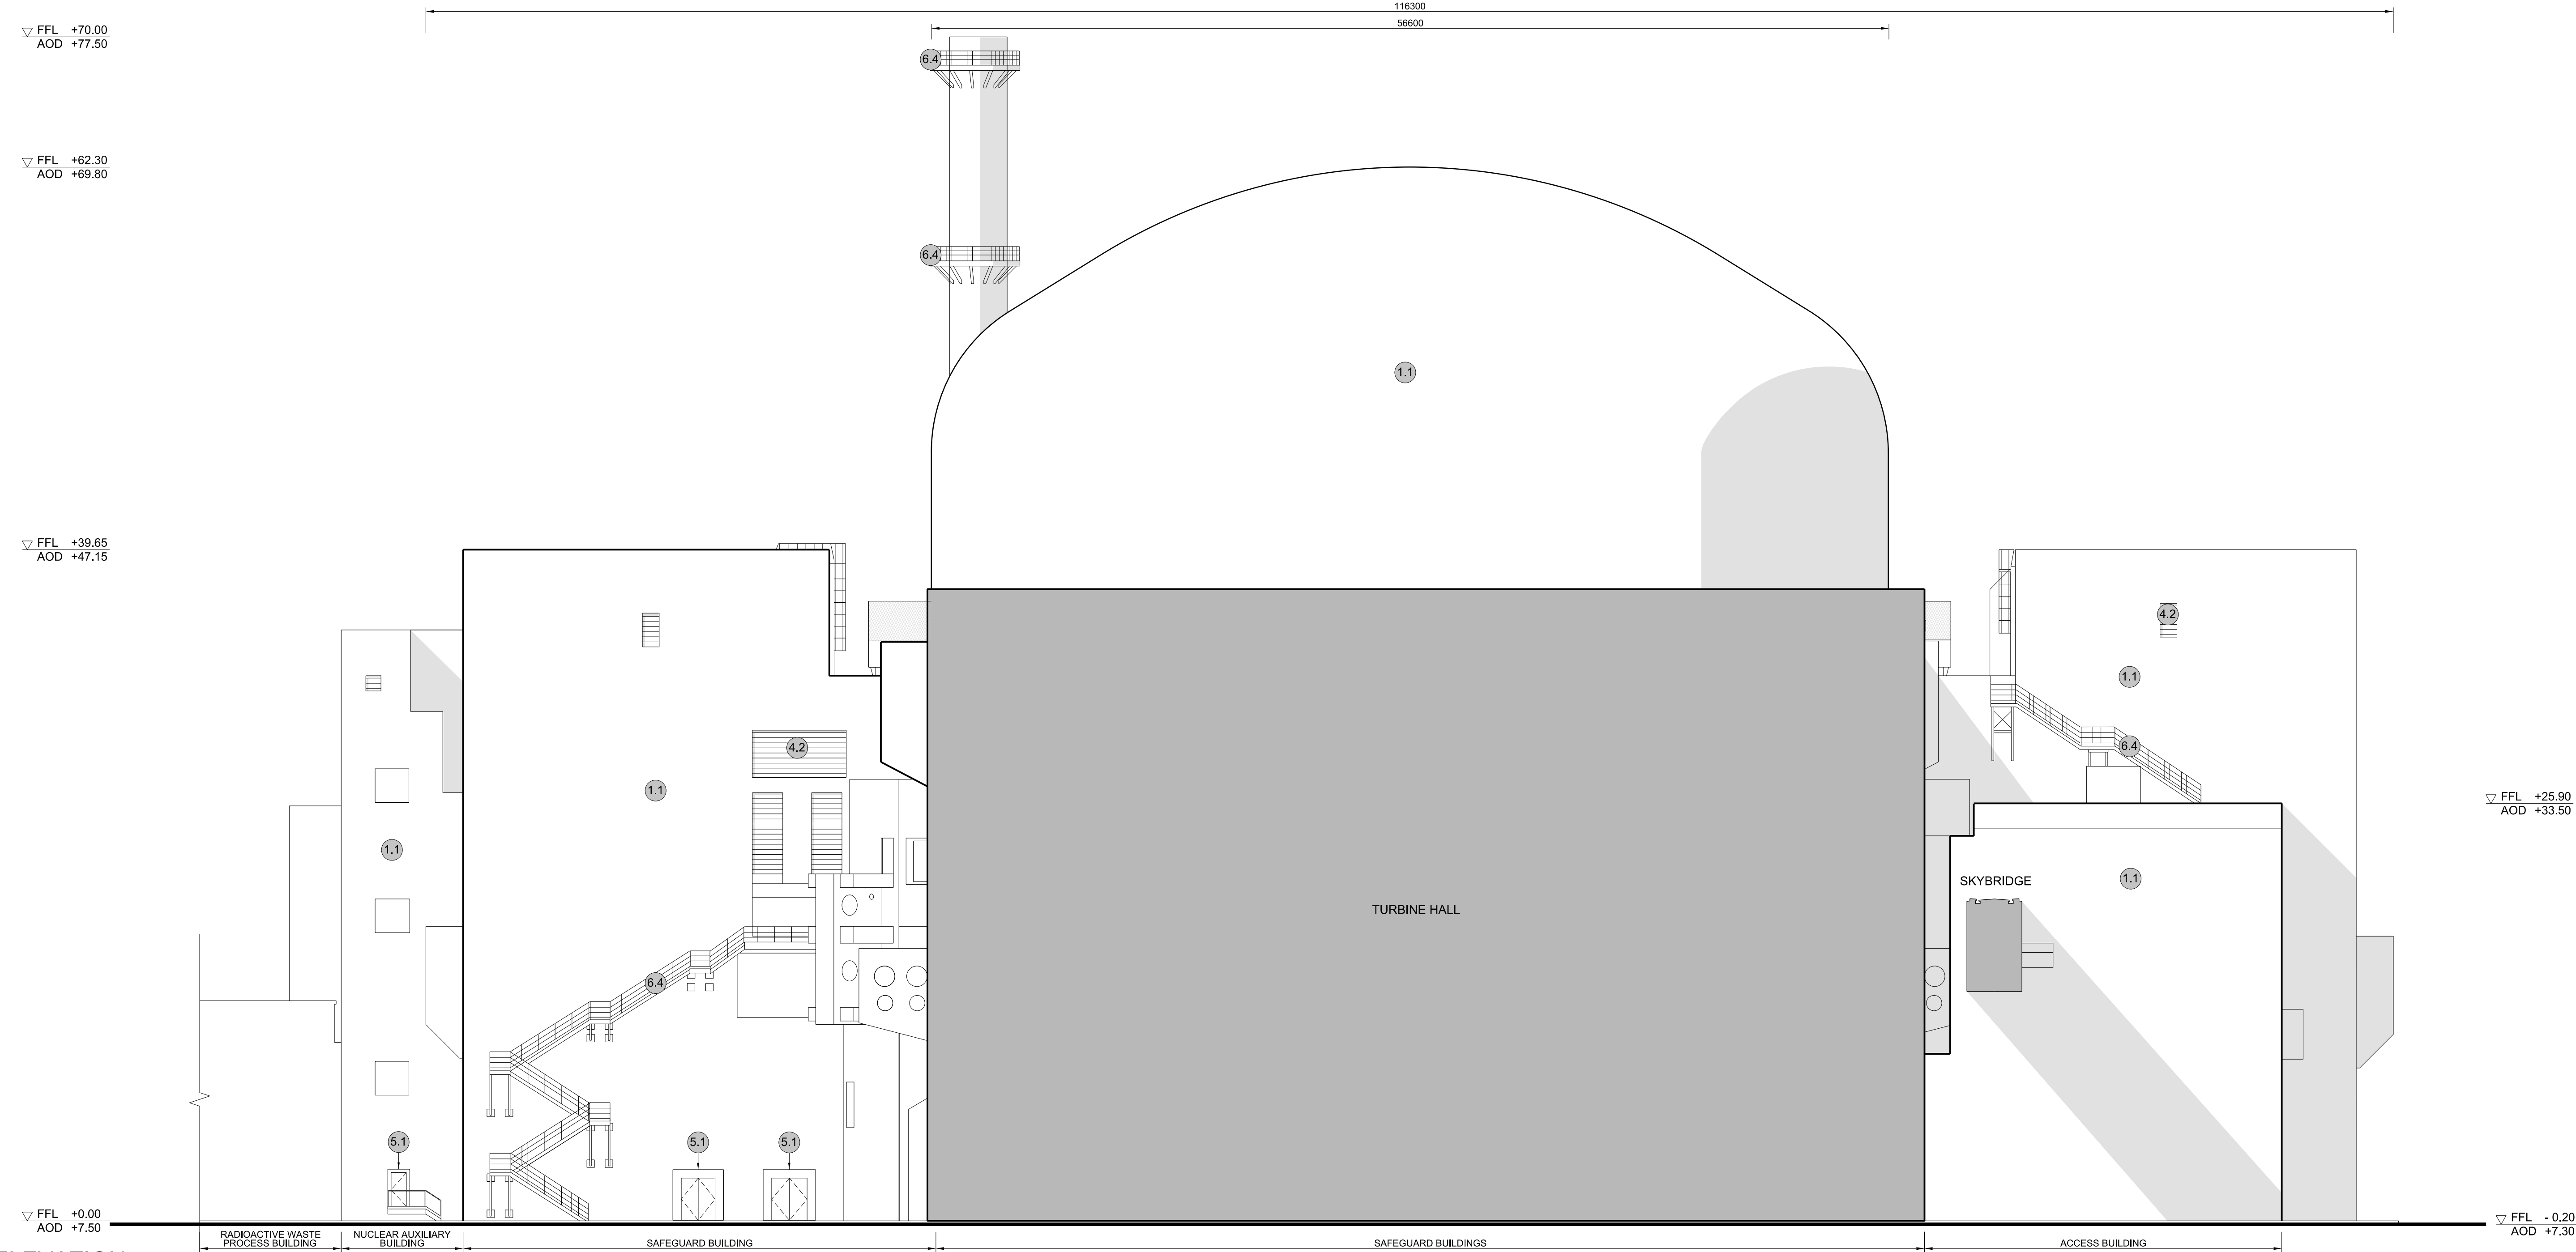 116300
56600
FFL +70.00
AOD +77.50
6.4
FFL +62.30
AOD +69.80
6.4
1.1
FFL +39.65
AOD +47.15
4.2
1.1
4.2
6.4
1.1
FFL +25.90
AOD +33.50
1.1
SKYBRIDGE
1.1
TURBINE HALL
6.4
5.1
5.1
5.1
FFL +0.00
AOD +7.50
FFL - 0.20
AOD +7.30
RADIOACTIVE WASTE
PROCESS BUILDING
NUCLEAR AUXILIARY
BUILDING
SAFEGUARD BUILDING
SAFEGUARD BUILDINGS
ACCESS BUILDING